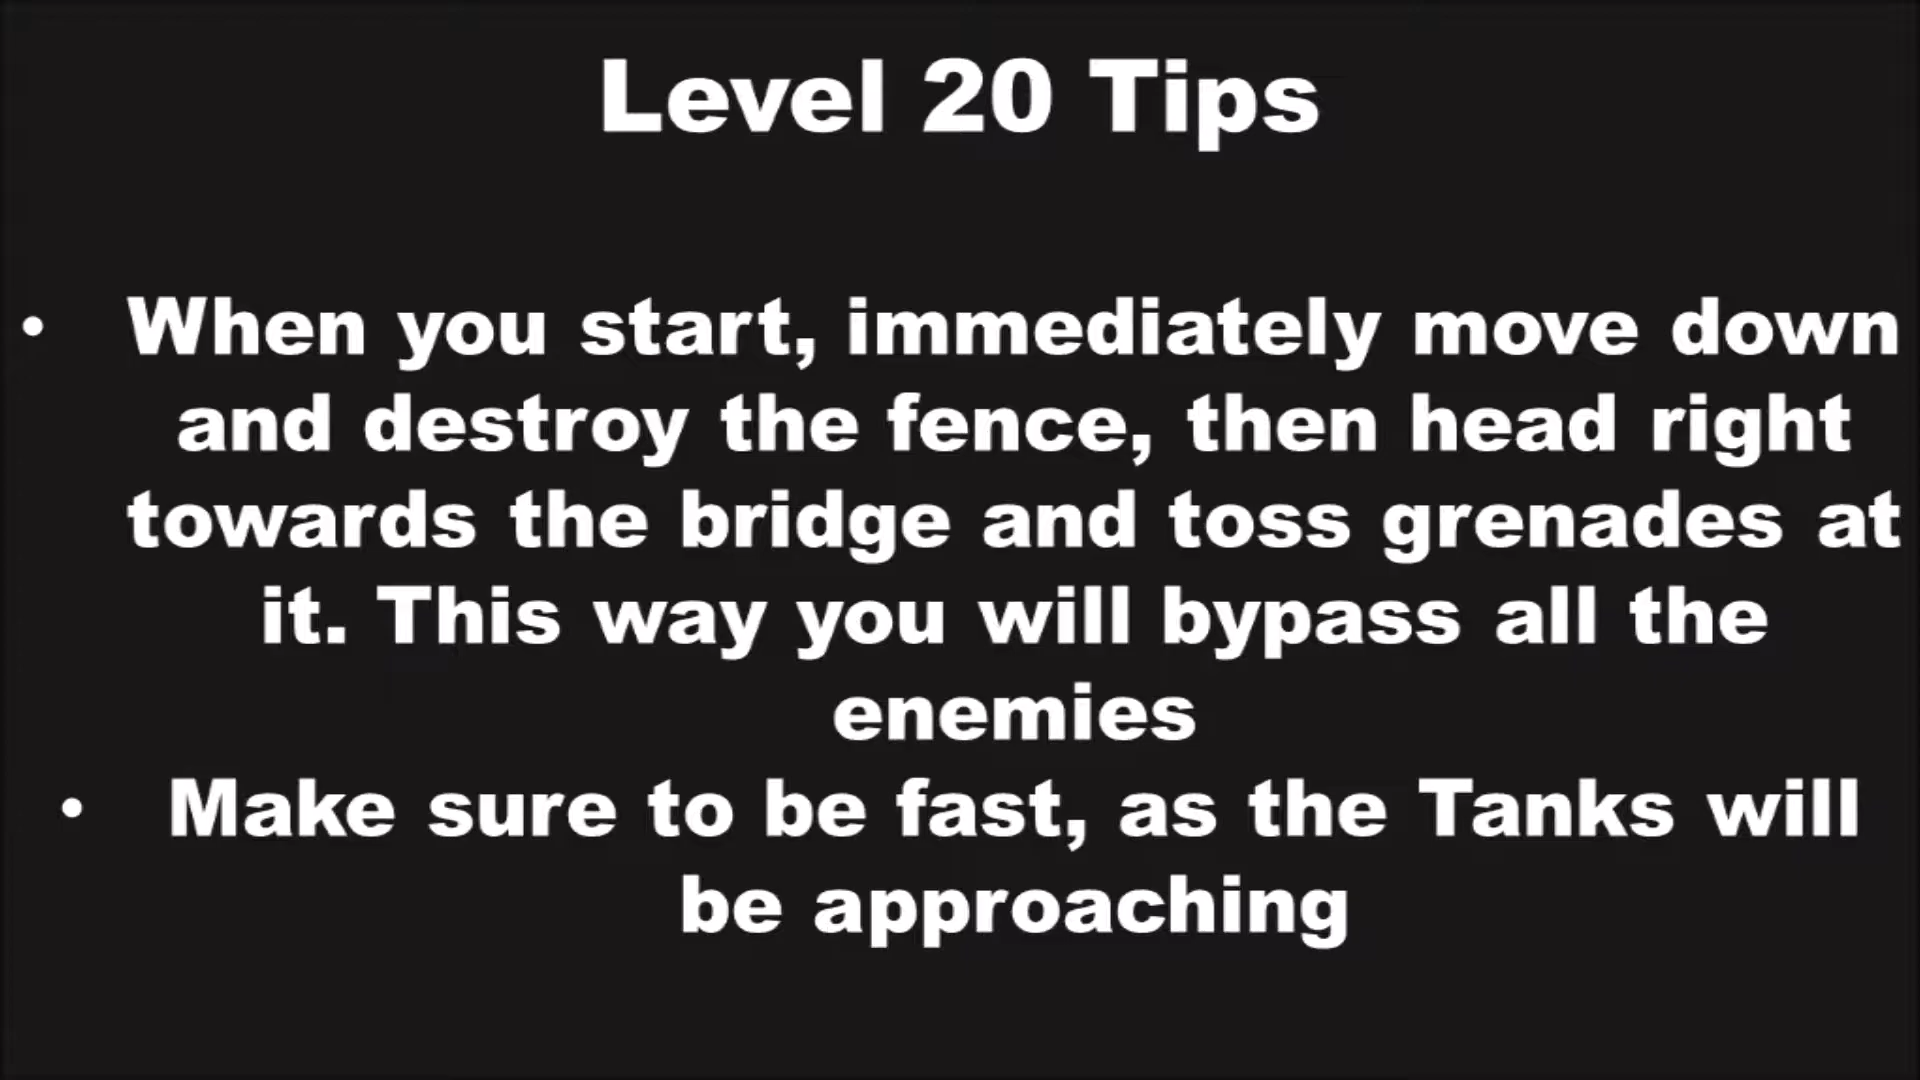 Level 20 Tips
• When you start, immediately move down
and destroy the fence, then head right
towards the bridge and toss grenades at
it. This way you will bypass all the
enemies
• Make sure to be fast, as the Tanks will
be approaching